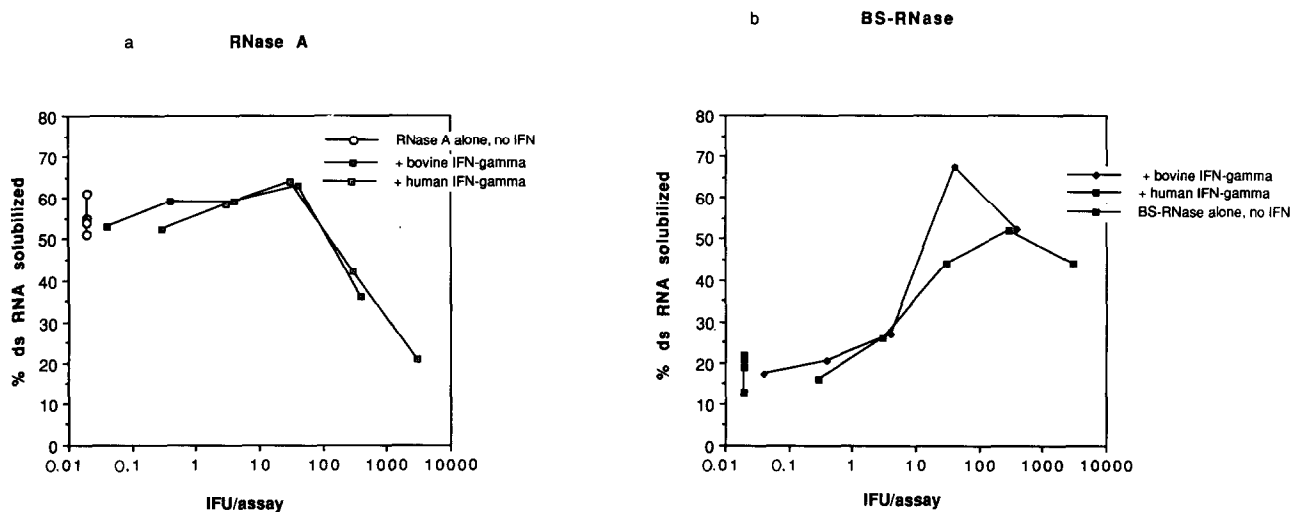 a RNase A
80
70
60
50
40
30
20
10
0
% ds RNA solubilized
0.01 0.1 1 10 100 1000 10000
IFU/assay
RNase A alone, no IFN
+ bovine IFN-gamma
+ human IFN-gamma
b BS-RNase
80
70
60
50
40
30
20
10
0
% ds RNA solubilized
0.01 0.1 1 10 100 1000 10000
IFU/assay
+ bovine IFN-gamma
+ human IFN-gamma
BS-RNase alone, no IFN